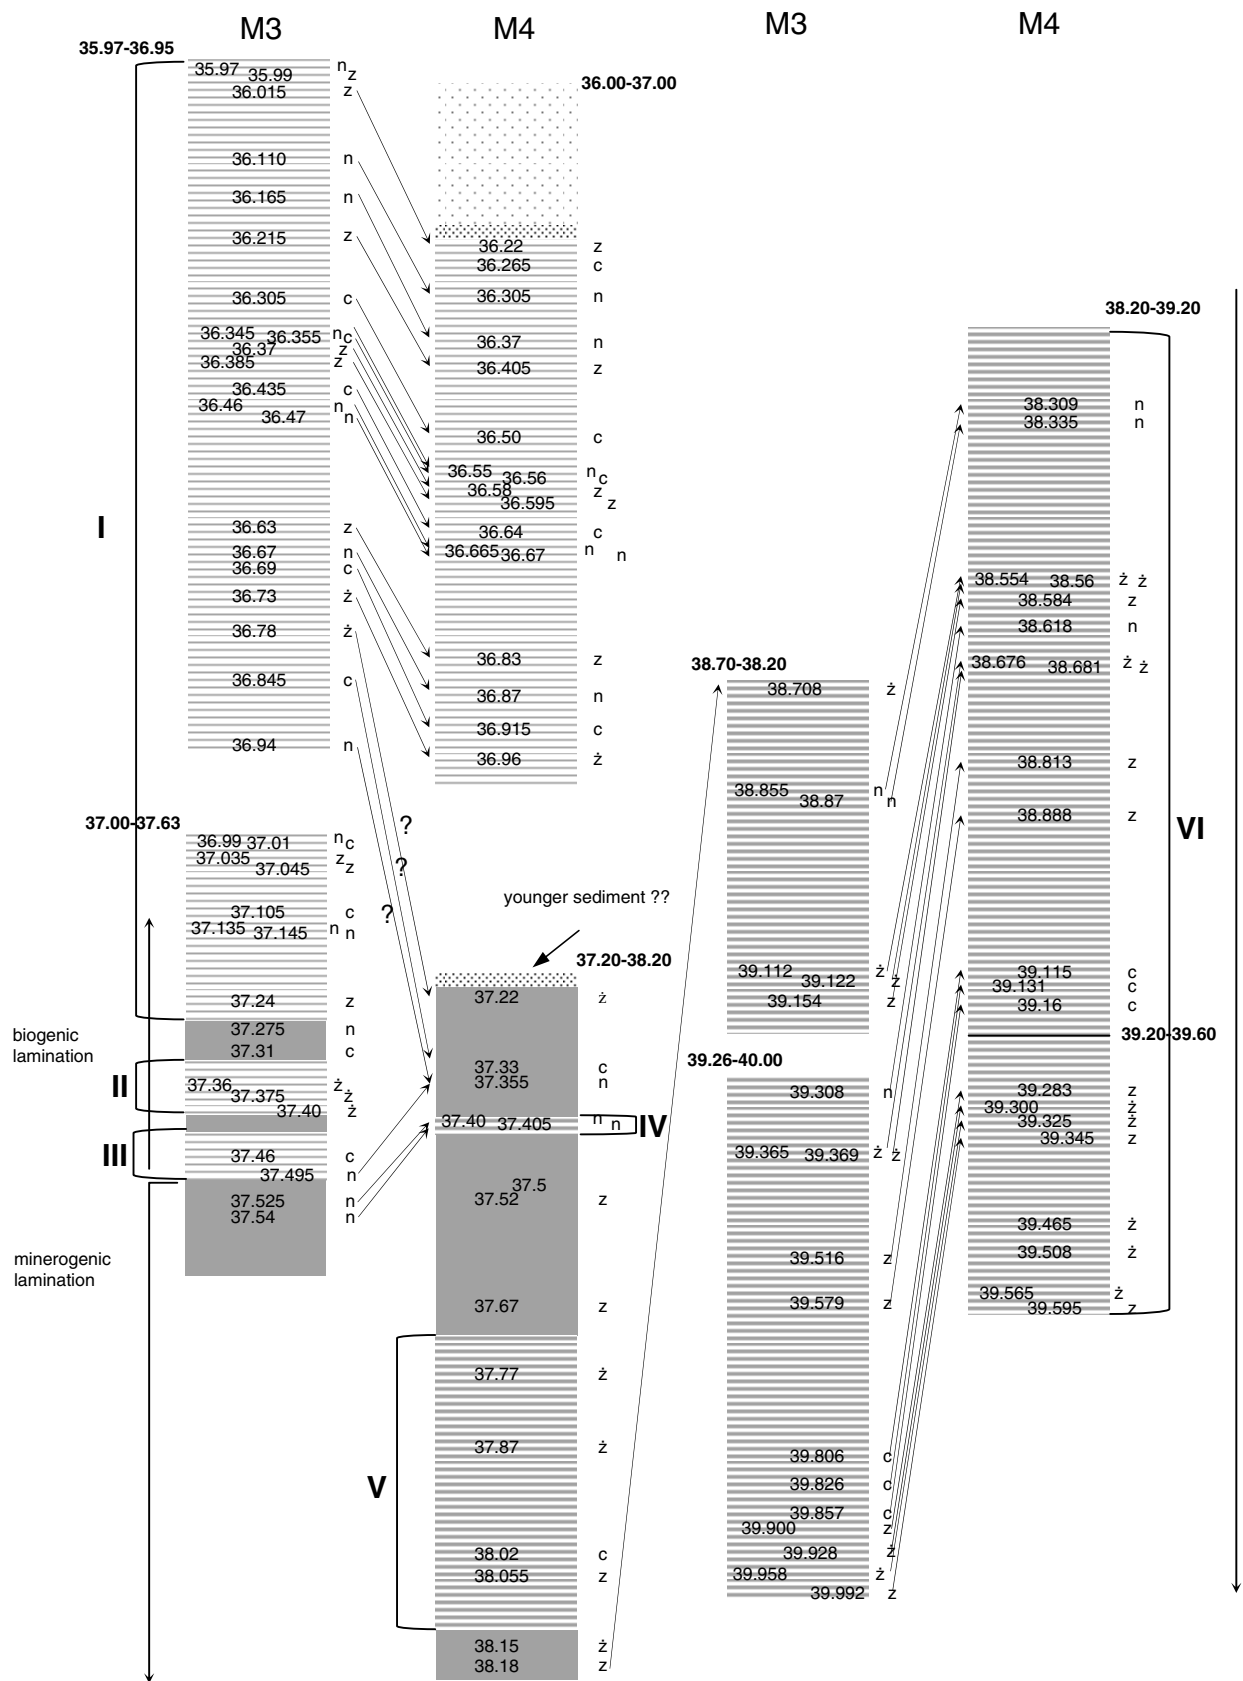 M3
M4
M3
M4
35.97-36.95
35.97 35.99 n z
36.015 z
36.110 n
36.165 n
36.215 z
36.305 c
36.345 36.355 n c
36.37 z
36.385 z
36.435 c
36.46 n
36.47 n
I
36.63 z
36.67 n
36.69 c
36.73 ż
36.78 ż
36.845 c
36.94 n
37.00-37.63
36.99 37.01 n c
37.035 z
37.045 z
37.105 c
37.135 37.145 n n
37.24 z
biogenic
lamination
37.275 n
37.31 c
II
37.36 ż
37.375 ż
37.40 ż
III
37.46 c
37.495 n
37.525 n
37.54 n
minerogenic
lamination
36.00-37.00
36.22 z
36.265 c
36.305 n
36.37 n
36.405 z
36.50 c
36.55 36.56 n c
36.58 z
36.595 z
36.64 c
36.665 36.67 n n
36.83 z
36.87 n
36.915 c
36.96 ż
?
?
?
younger sediment ??
37.20-38.20
37.22 ż
37.33 c
37.355 n
37.40 37.405 n n
IV
37.5
37.52 z
37.67 z
V
37.77 ż
37.87 ż
38.02 c
38.055 z
38.15 ż
38.18 z
38.70-38.20
38.708 ż
38.855 n
38.87 n
39.112 ż
39.122 ż
39.154 z
39.26-40.00
39.308 n
39.365 39.369 ż ż
39.516 z
39.579 z
39.806 c
39.826 c
39.857 c
39.900 z
39.928 ż
39.958 ż
39.992 z
38.20-39.20
38.309 n
38.335 n
38.554 38.56 ż ż
38.584 z
38.618 n
38.676 38.681 ż ż
38.813 z
38.888 z
VI
39.115 c
39.131 c
39.16 c
39.20-39.60
39.283 z
39.300 ż
39.325 ż
39.345 z
39.465 ż
39.508 ż
39.565 ż
39.595 z